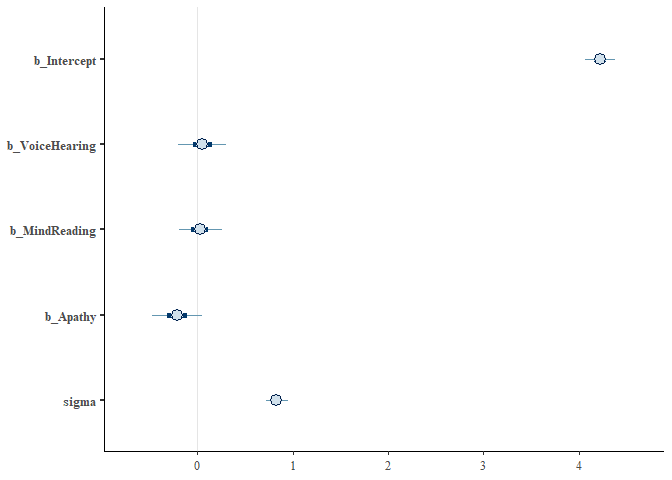 b_Intercept
b_VoiceHearing
b_MindReading
b_Apathy
sigma
0 1 2 3 4